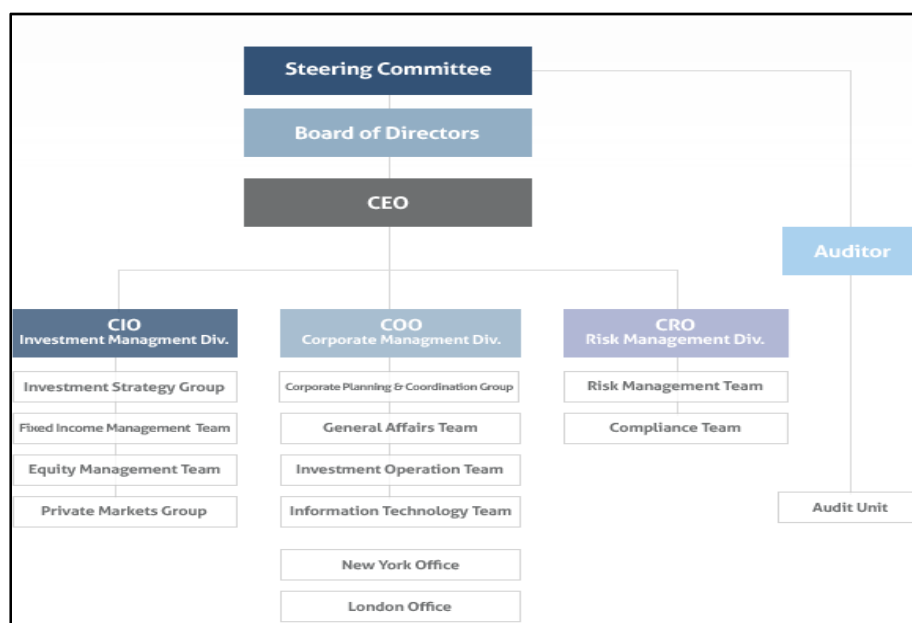 Steering Committee
Board of Directors
CEO
Auditor
CIO
Investment Managment Div.
COO
Corporate Managment Div.
CRO
Risk Management Div.
Investment Strategy Group
Corporate Planning & Coordination Group
Risk Management Team
Fixed Income Management Team
General Affairs Team
Compliance Team
Equity Management Team
Investment Operation Team
Private Markets Group
Information Technology Team
Audit Unit
New York Office
London Office